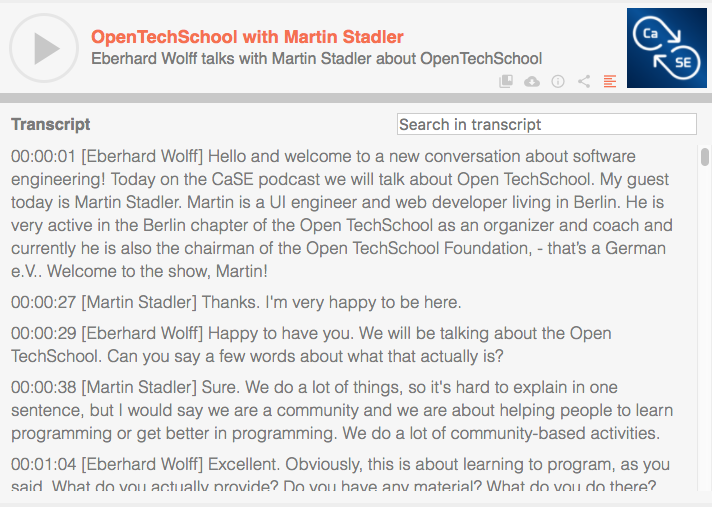 OpenTechSchool with Martin Stadler
Eberhard Wolff talks with Martin Stadler about OpenTechSchool
Ca
SE
Transcript
Search in transcript
00:00:01 [Eberhard Wolff] Hello and welcome to a new conversation about software
engineering! Today on the CaSE podcast we will talk about Open TechSchool. My guest
today is Martin Stadler. Martin is a UI engineer and web developer living in Berlin. He is
very active in the Berlin chapter of the Open TechSchool as an organizer and coach and
currently he is also the chairman of the Open TechSchool Foundation, - that's a German
e.V.. Welcome to the show, Martin!
00:00:27 [Martin Stadler] Thanks. I'm very happy to be here.
00:00:29 [Eberhard Wolff] Happy to have you. We will be talking about the Open
TechSchool. Can you say a few words about what that actually is?
00:00:38 [Martin Stadler] Sure. We do a lot of things, so it's hard to explain in one
sentence, but I would say we are a community and we are about helping people to learn
programming or get better in programming. We do a lot of community-based activities.
00:01:04 [Eberhard Wolff] Excellent. Obviously, this is about learning to program, as you
said. What do you actually provide? Do you have any material? What do you do there?